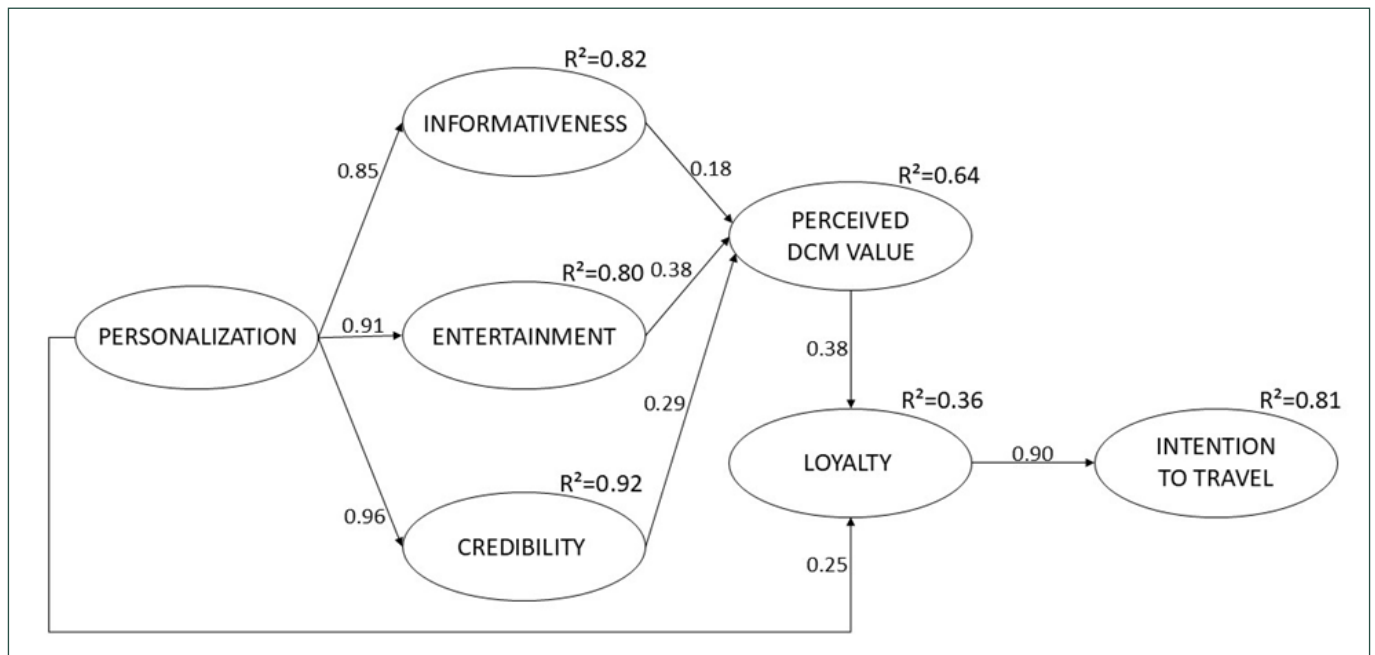 R²=0.82
INFORMATIVENESS
0.85
0.18
R²=0.64
PERCEIVED
DCM VALUE
R²=0.80
0.38
PERSONALIZATION
0.91
ENTERTAINMENT
0.38
0.29
R²=0.36
R²=0.81
LOYALTY
0.90
INTENTION
TO TRAVEL
R²=0.92
0.96
CREDIBILITY
0.25